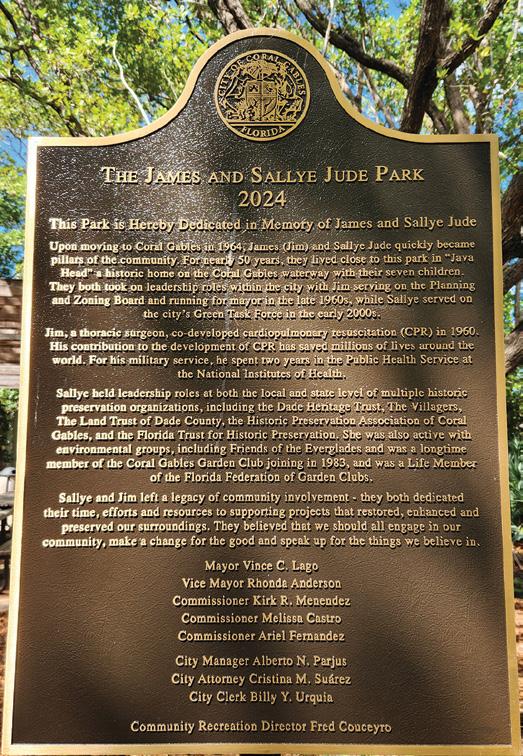 CITY OF CORAL GABLES
FLORIDA
THE JAMES AND SALLYE JUDE PARK
2024
This Park is Hereby Dedicated in Memory of James and Sallye Jude
Upon moving to Coral Gables in 1964, James (Jim) and Sallye Jude quickly became
pillars of the community. For nearly 50 years, they lived close to this park in "Java
Head" a historic home on the Coral Gables waterway with their seven children.
They both took on leadership roles within the city with Jim serving on the Planning
and Zoning Board and running for mayor in the late 1960s, while Sallye served on
the city's Green Task Force in the early 2000s.
Jim, a thoracic surgeon, co-developed cardiopulmonary resuscitation (CPR) in 1960.
His contribution to the development of CPR has saved millions of lives around the
world. For his military service, he spent two years in the Public Health Service at
the National Institutes of Health.
Sallye held leadership roles at both the local and state level of multiple historic
preservation organizations, including the Dade Heritage Trust, The Villagers,
The Land Trust of Dade County, the Historic Preservation Association of Coral
Gables, and the Florida Trust for Historic Preservation. She was also active with
environmental groups, including Friends of the Everglades and was a longtime
member of the Coral Gables Garden Club joining in 1983, and was a Life Member
of the Florida Federation of Garden Clubs.
Sallye and Jim left a legacy of community involvement - they both dedicated
their time, efforts and resources to supporting projects that restored, enhanced and
preserved our surroundings. They believed that we should all engage in our
community, make a change for the good and speak up for the things we believe in.
Mayor Vince C. Lago
Vice Mayor Rhonda Anderson
Commissioner Kirk R. Menendez
Commissioner Melissa Castro
Commissioner Ariel Fernandez
City Manager Alberto N. Parjus
City Attorney Cristina M. Suárez
City Clerk Billy Y. Urquia
Community Recreation Director Fred Couceyro